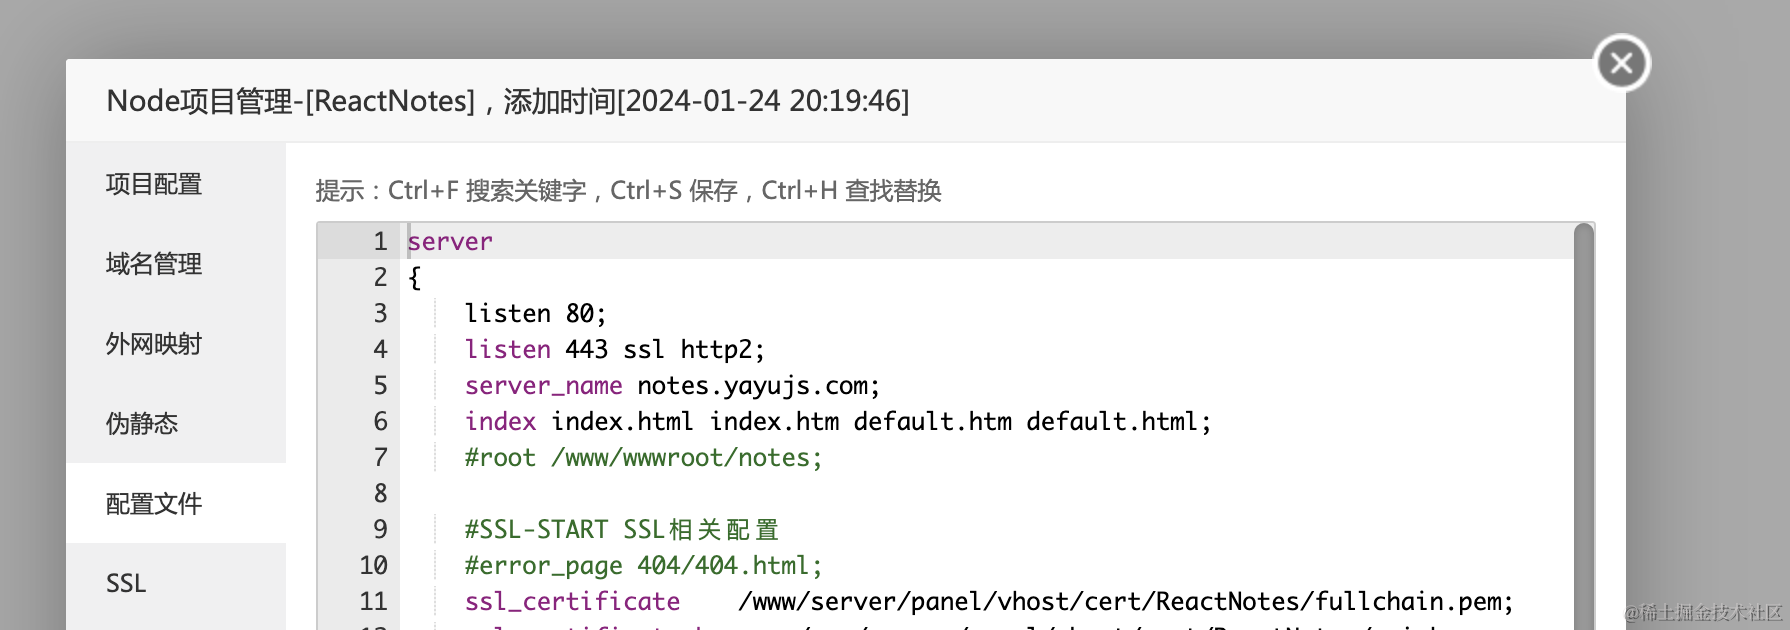 Node项目管理-[ReactNotes]，添加时间[2024-01-24 20:19:46]
项目配置
域名管理
外网映射
伪静态
配置文件
SSL
提示：Ctrl+F 搜索关键字，Ctrl+S 保存，Ctrl+H 查找替换
1 server
2 {
3 listen 80;
4 listen 443 ssl http2;
5 server_name notes.yayujs.com;
6 index index.html index.htm default.htm default.html;
7 #root /www/wwwroot/notes;
8
9 #SSL-START SSL相关配置
10 #error_page 404/404.html;
11 ssl_certificate    /www/server/panel/vhost/cert/ReactNotes/fullchain.pem;
@稀土掘金技术社区